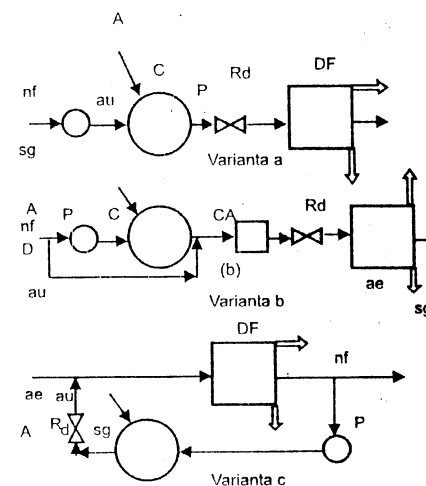 A
C
P
Rd
DF
nf
au
sg
Varianta a
A
nf
D
P
C
CA
Rd
(b)
au
ae
sg
Varianta b
DF
nf
ae
au
A
Rd
sg
P
Varianta c